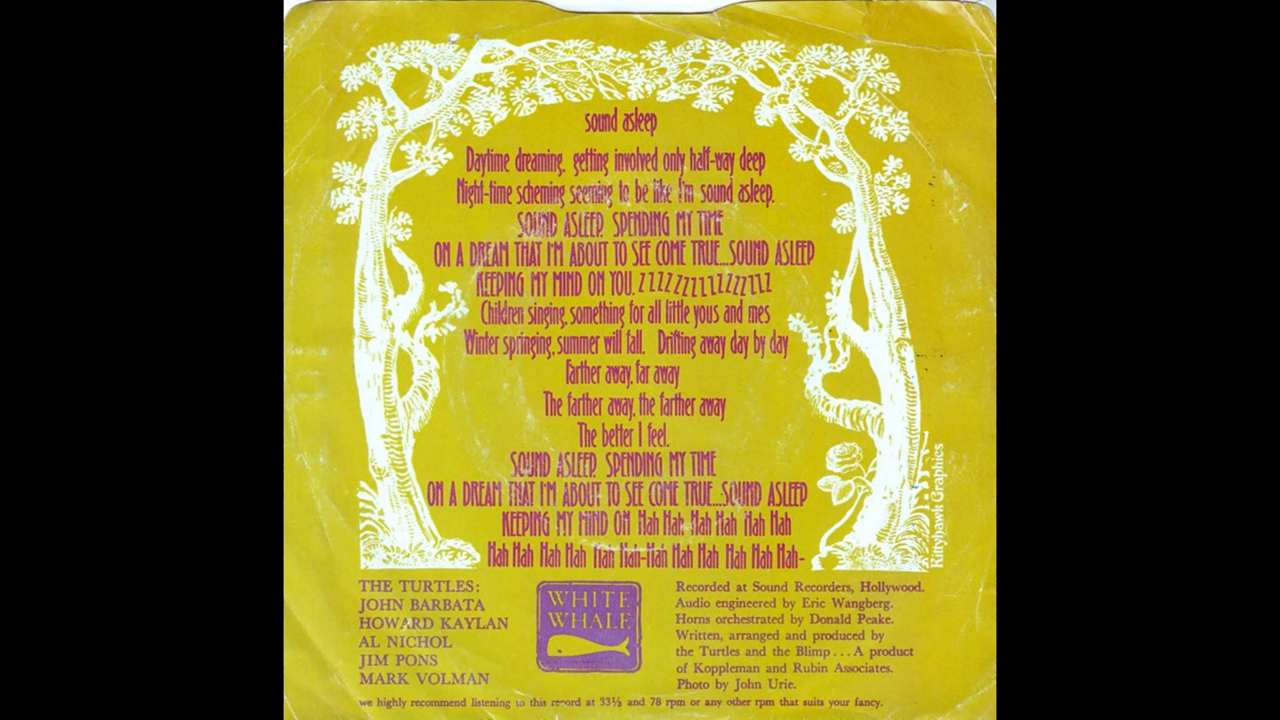 sound asleep
Daytime dreaming, getting involved only half-way deep
Night-time scheming seeming to be like I'm sound asleep.
SOUND ASLEEP. SPENDING MY TIME
ON A DREAM THAT I'M ABOUT TO SEE COME TRUE...SOUND ASLEEP
KEEPING MY MIND ON YOU. ZZZZZZZZZZZZZZZ
Children singing, something for all little yous and mes
Winter springing, summer will fall. Drifting away day by day
Farther away, far away
The farther away, the farther away
The better I feel.
SOUND ASLEEP. SPENDING MY TIME
ON A DREAM THAT I'M ABOUT TO SEE COME TRUE...SOUND ASLEEP
KEEPING MY MIND ON Hah Hah Hah Hah Hah Hah
Hah Hah Hah Hah Hah Hah-Hah Hah Hah Hah Hah Hah-
Kittyhawk Graphics
THE TURTLES:
JOHN BARBATA
HOWARD KAYLAN
AL NICHOL
JIM PONS
MARK VOLMAN
WHITE
WHALE
Recorded at Sound Recorders, Hollywood.
Audio engineered by Eric Wangberg.
Horns orchestrated by Donald Peake.
Written, arranged and produced by
the Turtles and the Blimp...A product
of Koppleman and Rubin Associates.
Photo by John Urie.
we highly recommend listening to this record at 33⅓ and 78 rpm or any other rpm that suits your fancy.